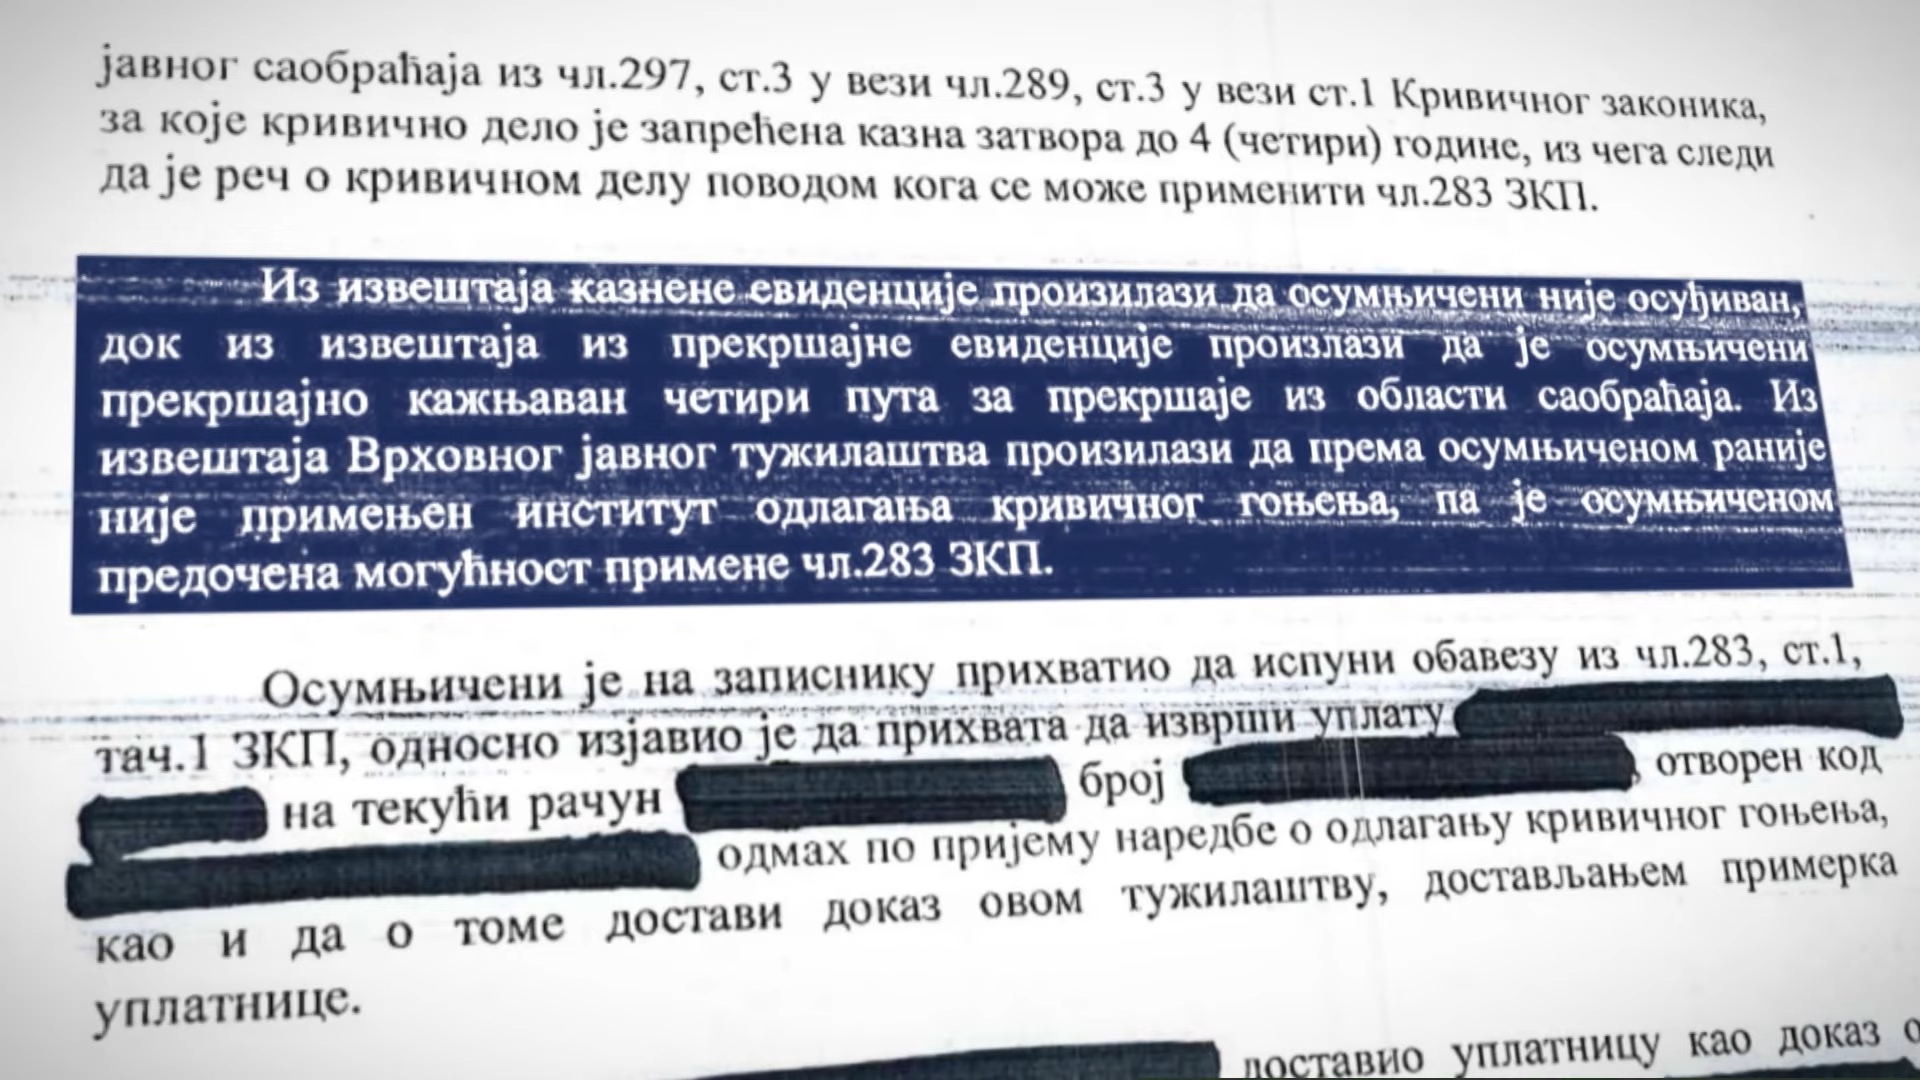 јавног саобраћаја из чл.297, ст.3 у вези чл.289, ст.3 у вези ст.1 Кривичног законика,
за које кривично дело је запрећена казна затвора до 4 (четири) године, из чега следи
да је реч о кривичном делу поводом кога се може применити чл.283 ЗКП.
Из извештаја казнене евиденције произилази да осумњичени није осуђиван,
док из извештаја из прекршајне евиденције произлази да је осумњичени
прекршајно кажњаван четири пута за прекршаје из области саобраћаја. Из
извештаја Врховног јавног тужилаштва произилази да према осумњиченом раније
није примењен институт одлагања кривичног гоњења, па је осумњиченом
предочена могућност примене чл.283 ЗКП.
Осумњичени је на записнику прихватио да испуни обавезу из чл.283, ст.1,
тач.1 ЗКП, односно изјавио је да прихвата да изврши уплату
на текући рачун број , отворен код
одмах по пријему наредбе о одлагању кривичног гоњења,
као и да о томе достави доказ овом тужилаштву, достављањем примерка
уплатнице.
доставио уплатницу као доказ о